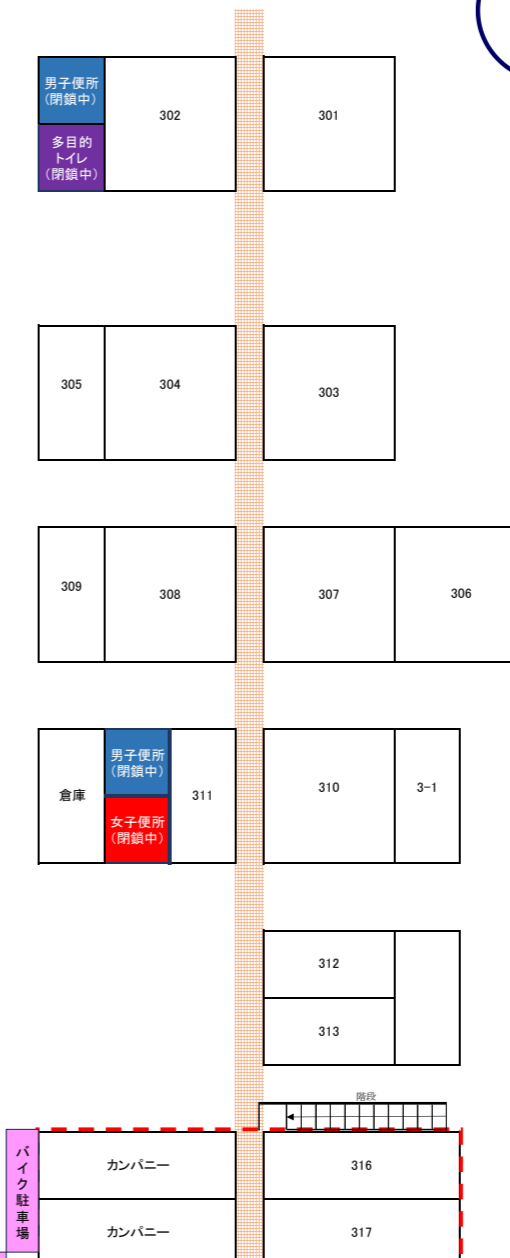 男子便所
(閉鎖中)
302
301
多目的
トイレ
(閉鎖中)
305
304
303
309
308
307
306
倉庫
男子便所
(閉鎖中)
女子便所
(閉鎖中)
311
310
3-1
312
313
階段
バイク駐車場
カンパニー
316
カンパニー
317